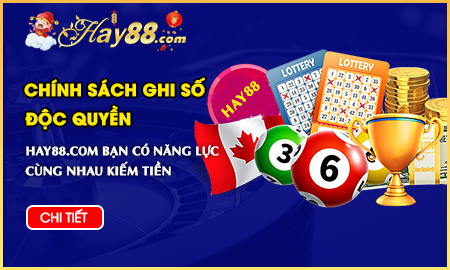 Hay88.com
CHÍNH SÁCH GHI SỐ
ĐỘC QUYỀN
HAY88.COM BẠN CÓ NĂNG LỰC
CÙNG NHAU KIẾM TIỀN
CHI TIẾT
HAY88
LOTTERY
LOTTERY
3
6